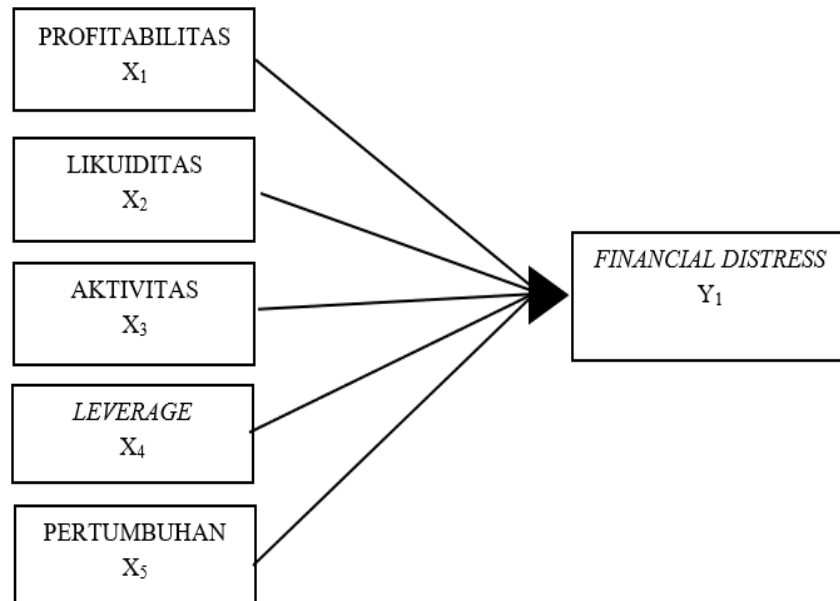 PROFITABILITAS
X₁
LIKUIDITAS
X₂
AKTIVITAS
X₃
LEVERAGE
X₄
PERTUMBUHAN
X₅
FINANCIAL DISTRESS
Y₁